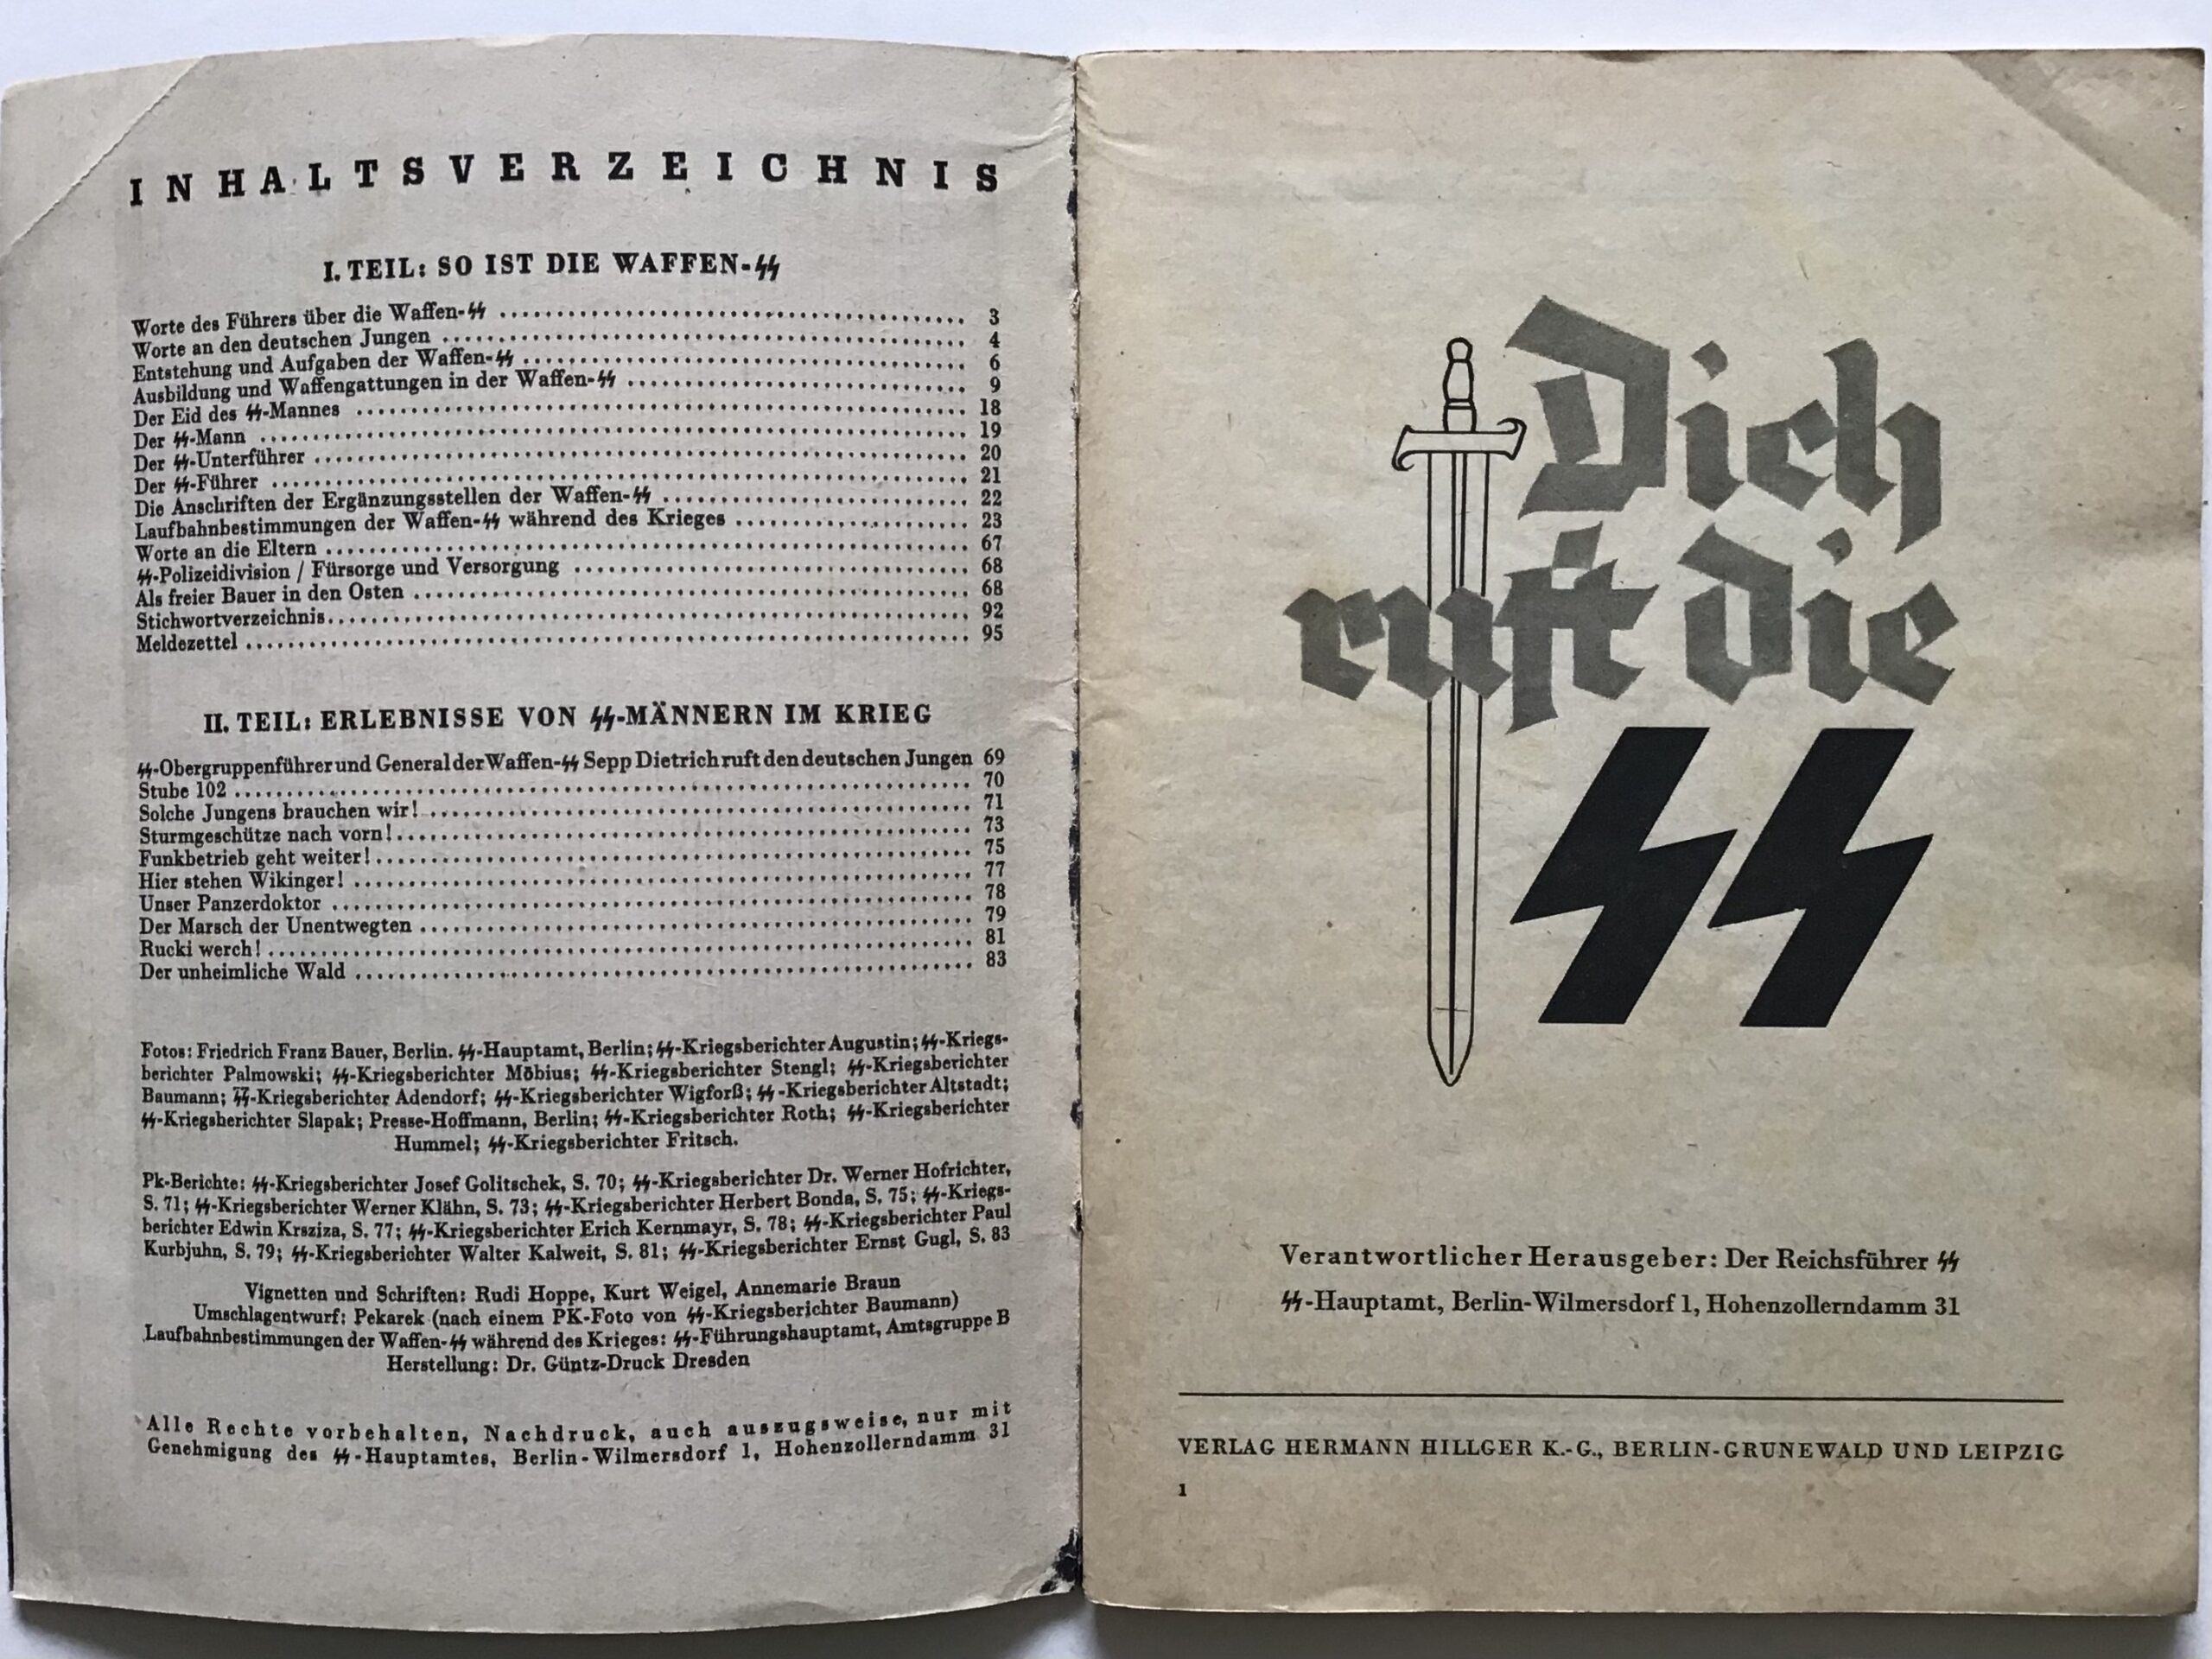 INHALTSVERZEICHNIS
I. TEIL: SO IST DIE WAFFEN-SS
Worte des Führers über die Waffen-SS 3
Worte an den deutschen Jungen 4
Entstehung und Aufgaben der Waffen-SS 6
Ausbildung und Waffengattungen in der Waffen-SS 9
Der Eid des SS-Mannes 18
Der SS-Mann 19
Der SS-Unterführer 20
Der SS-Führer 21
Die Anschriften der Ergänzungsstellen der Waffen-SS 22
Laufbahnbestimmungen der Waffen-SS während des Krieges 23
Worte an die Eltern 67
SS-Polizeidivision / Fürsorge und Versorgung 68
Als freier Bauer in den Osten 68
Stichwortverzeichnis 92
Meldezettel 95
II. TEIL: ERLEBNISSE VON SS-MÄNNERN IM KRIEG
SS-Obergruppenführer und General der Waffen-SS Sepp Dietrich ruft den deutschen Jungen 69
Stube 102 70
Solche Jungens brauchen wir! 71
Sturmgeschütze nach vorn! 73
Funkbetrieb geht weiter! 75
Hier stehen Wikinger! 77
Unser Panzerdoktor 78
Der Marsch der Unentwegten 79
Rucki werch! 81
Der unheimliche Wald 83
Fotos: Friedrich Franz Bauer, Berlin. SS-Hauptamt, Berlin; SS-Kriegsberichter Augustin; SS-Kriegs-
berichter Palmowski; SS-Kriegsberichter Möbius; SS-Kriegsberichter Stengl; SS-Kriegsberichter
Baumann; SS-Kriegsberichter Adendorf; SS-Kriegsberichter Wigforß; SS-Kriegsberichter Altstadt;
SS-Kriegsberichter Slapak; Presse-Hoffmann, Berlin; SS-Kriegsberichter Roth; SS-Kriegsberichter
Hummel; SS-Kriegsberichter Fritsch.
Pk-Berichte: SS-Kriegsberichter Josef Golitschek, S. 70; SS-Kriegsberichter Dr. Werner Hofrichter,
S. 71; SS-Kriegsberichter Werner Klähn, S. 73; SS-Kriegsberichter Herbert Bonda, S. 75; SS-Kriegs-
berichter Edwin Krsziza, S. 77; SS-Kriegsberichter Erich Kernmayr, S. 78; SS-Kriegsberichter Paul
Kurbjuhn, S. 79; SS-Kriegsberichter Walter Kalweit, S. 81; SS-Kriegsberichter Ernst Gugl, S. 83
Vignetten und Schriften: Rudi Hoppe, Kurt Weigel, Annemarie Braun
Umschlagentwurf: Pekarek (nach einem PK-Foto von SS-Kriegsberichter Baumann)
Laufbahnbestimmungen der Waffen-SS während des Krieges: SS-Führungshauptamt, Amtsgruppe B
Herstellung: Dr. Güntz-Druck Dresden
Alle Rechte vorbehalten, Nachdruck, auch auszugsweise, nur mit
Genehmigung des SS-Hauptamtes, Berlin-Wilmersdorf 1, Hohenzollerndamm 31
Dich
ruft die
SS
Verantwortlicher Herausgeber: Der Reichsführer SS
SS-Hauptamt, Berlin-Wilmersdorf 1, Hohenzollerndamm 31
VERLAG HERMANN HILLGER K.-G., BERLIN-GRUNEWALD UND LEIPZIG
1